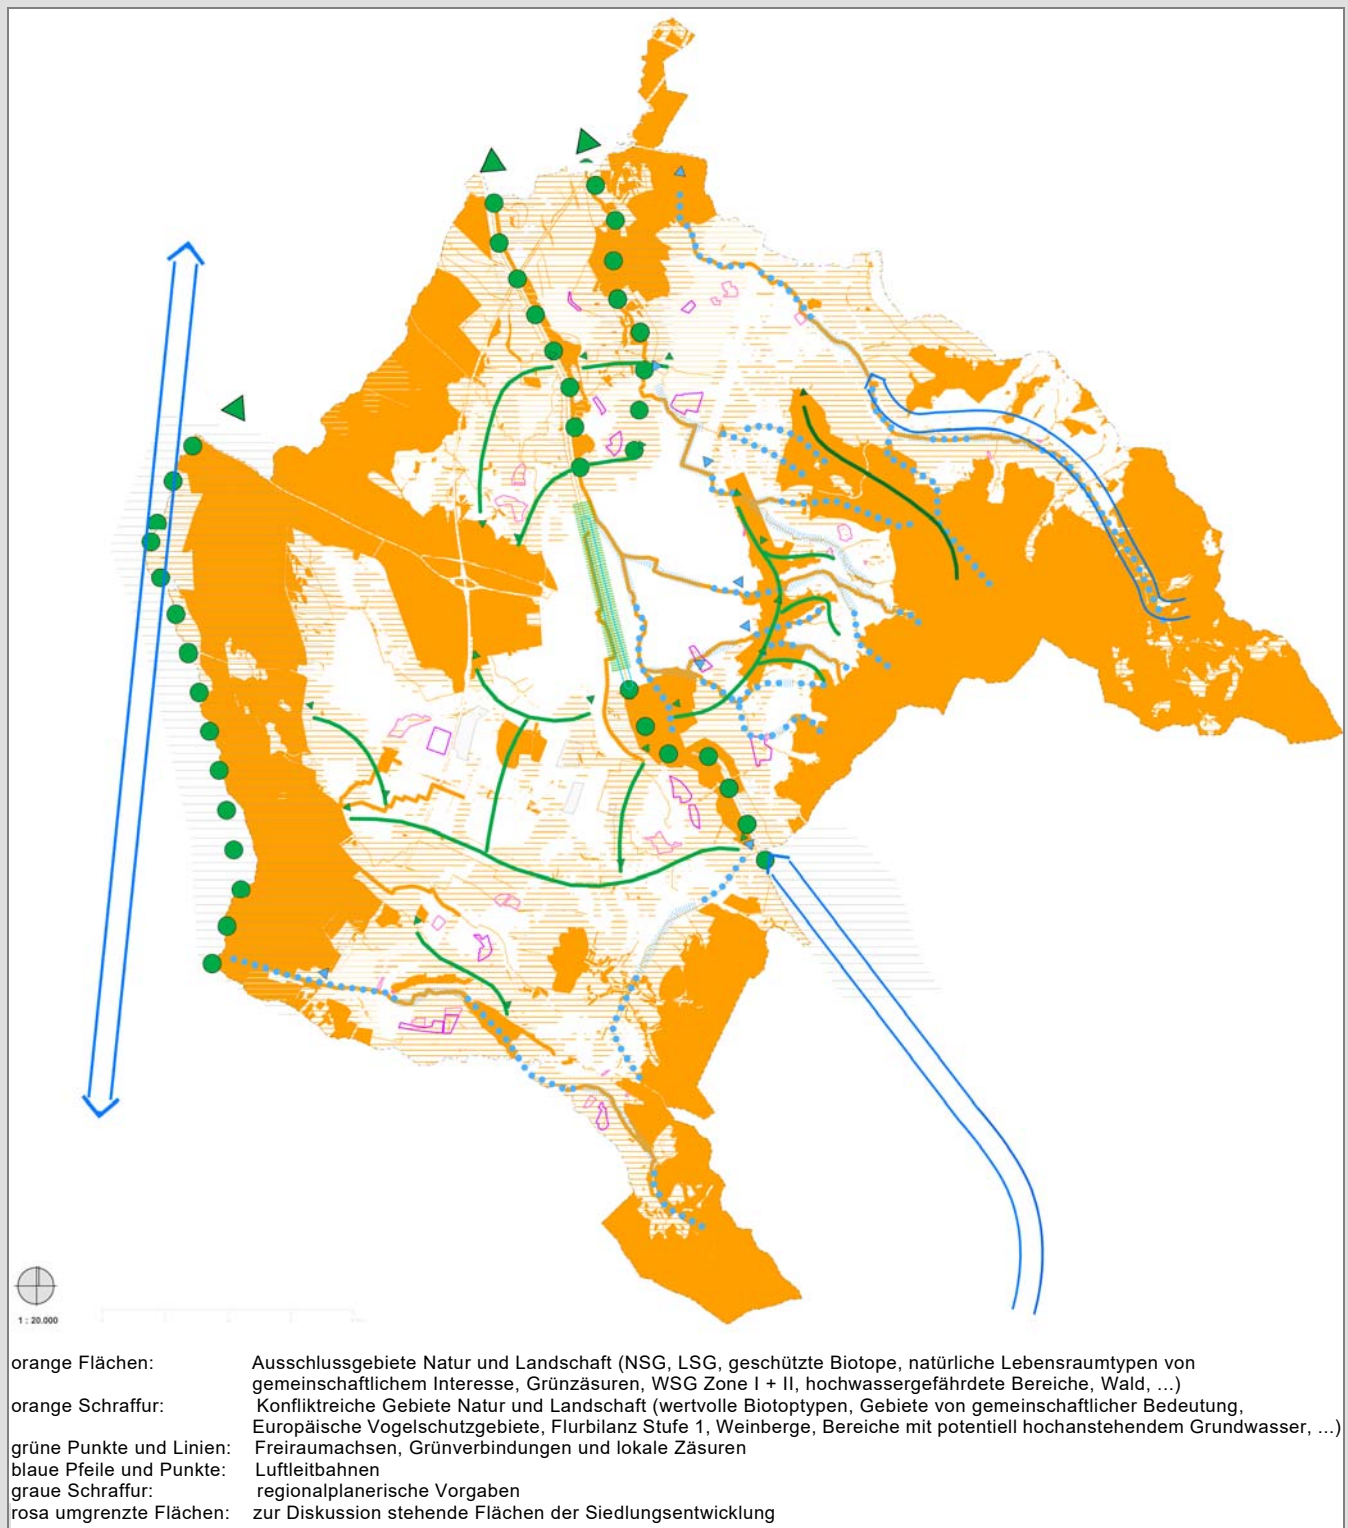 1 : 20.000
orange Flächen: Ausschlussgebiete Natur und Landschaft (NSG, LSG, geschützte Biotope, natürliche Lebensraumtypen von
gemeinschaftlichem Interesse, Grünzäsuren, WSG Zone I + II, hochwassergefährdete Bereiche, Wald, ...)
orange Schraffur: Konfliktreiche Gebiete Natur und Landschaft (wertvolle Biotoptypen, Gebiete von gemeinschaftlicher Bedeutung,
Europäische Vogelschutzgebiete, Flurbilanz Stufe 1, Weinberge, Bereiche mit potentiell hochanstehendem Grundwasser, ...)
grüne Punkte und Linien: Freiraumachsen, Grünverbindungen und lokale Zäsuren
blaue Pfeile und Punkte: Luftleitbahnen
graue Schraffur: regionalplanerische Vorgaben
rosa umgrenzte Flächen: zur Diskussion stehende Flächen der Siedlungsentwicklung